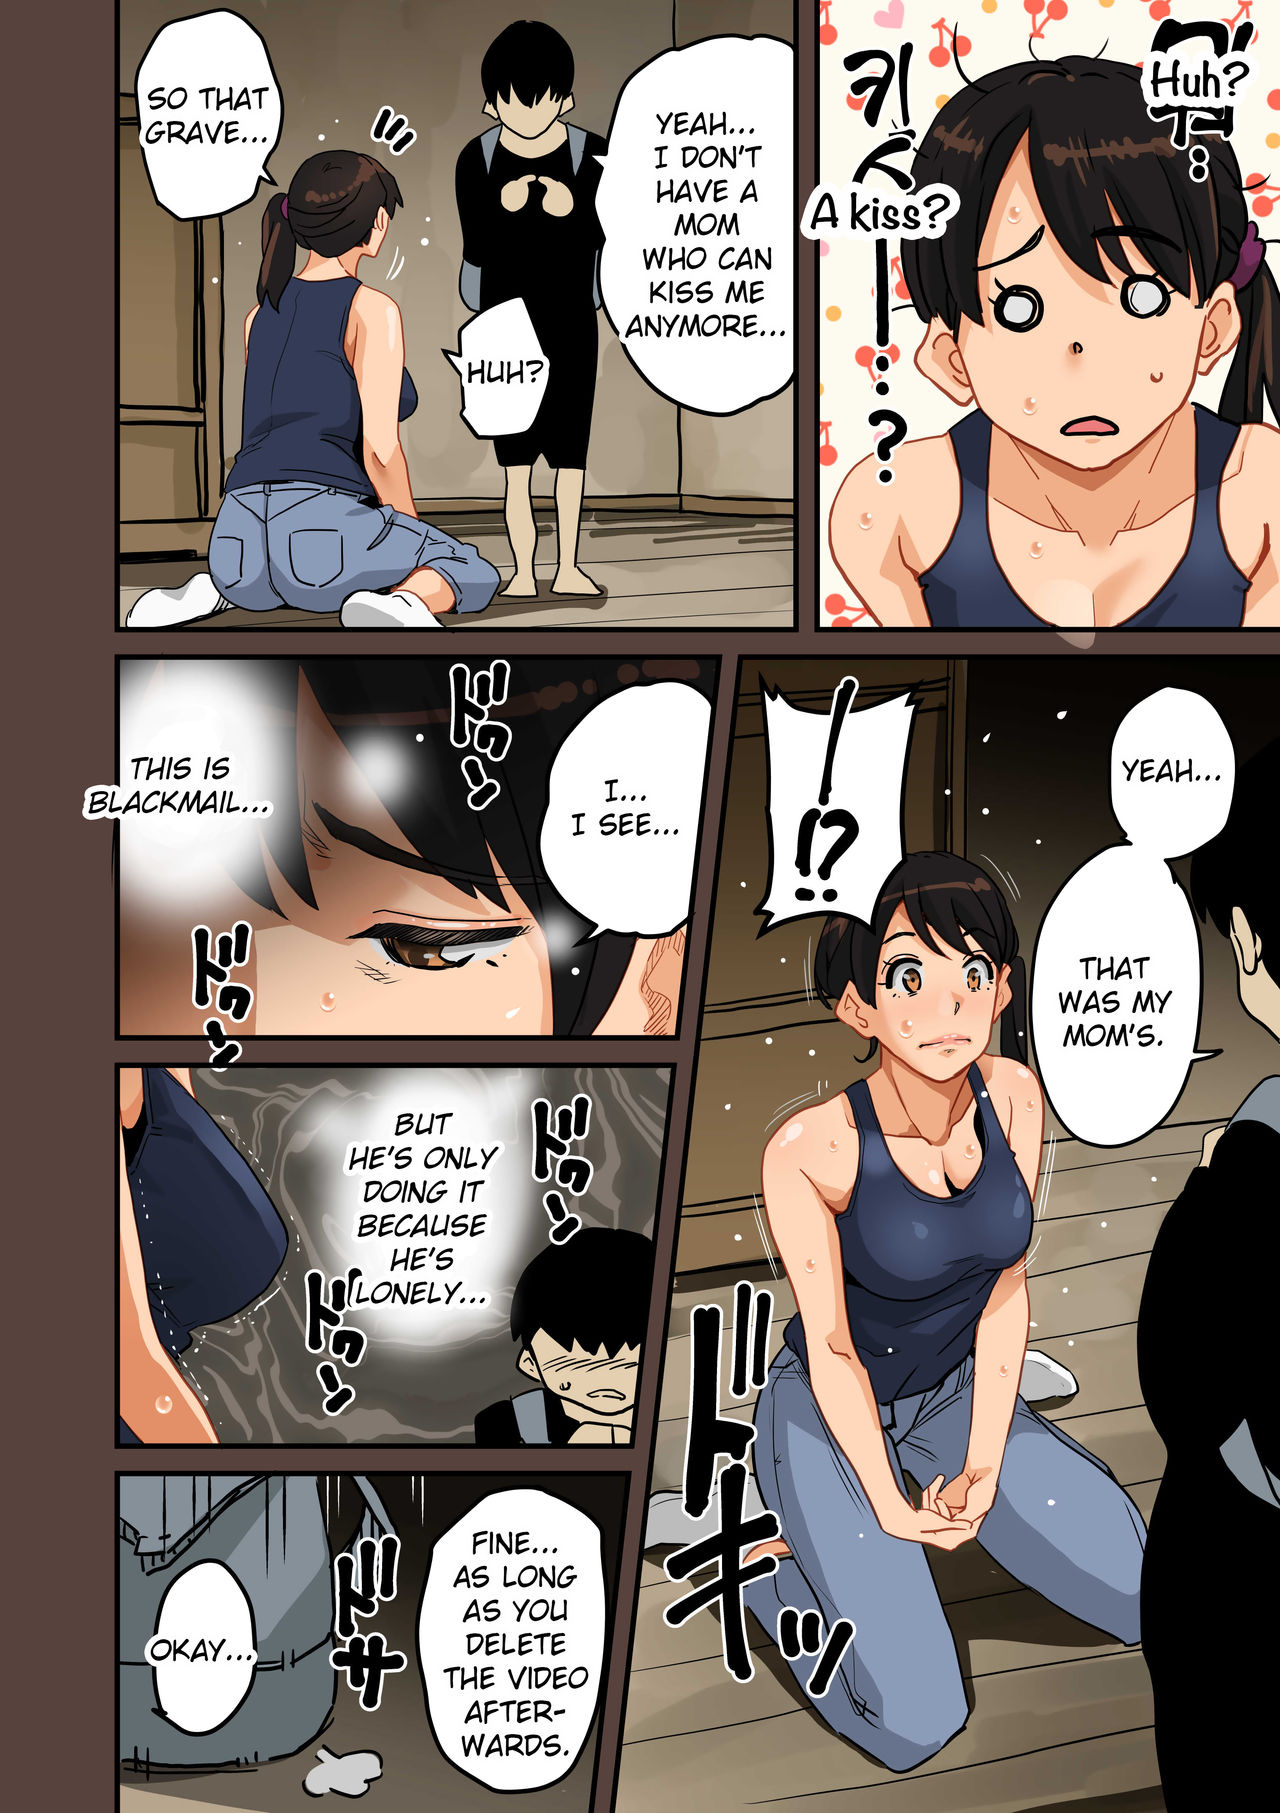 뭐
Huh?
키
스
A kiss?
?
YEAH...
I DON'T
HAVE A
MOM
WHO CAN
KISS ME
ANYMORE...
HUH?
SO THAT
GRAVE...
YEAH...
THAT
WAS MY
MOM'S.
!?
ドキッ
I...
I SEE...
THIS IS
BLACKMAIL...
ドクン
ドクン
BUT
HE'S ONLY
DOING IT
BECAUSE
HE'S
LONELY...
ドクン
ドクン
FINE...
AS LONG
AS YOU
DELETE
THE VIDEO
AFTER-
WARDS.
OKAY...
ドサ